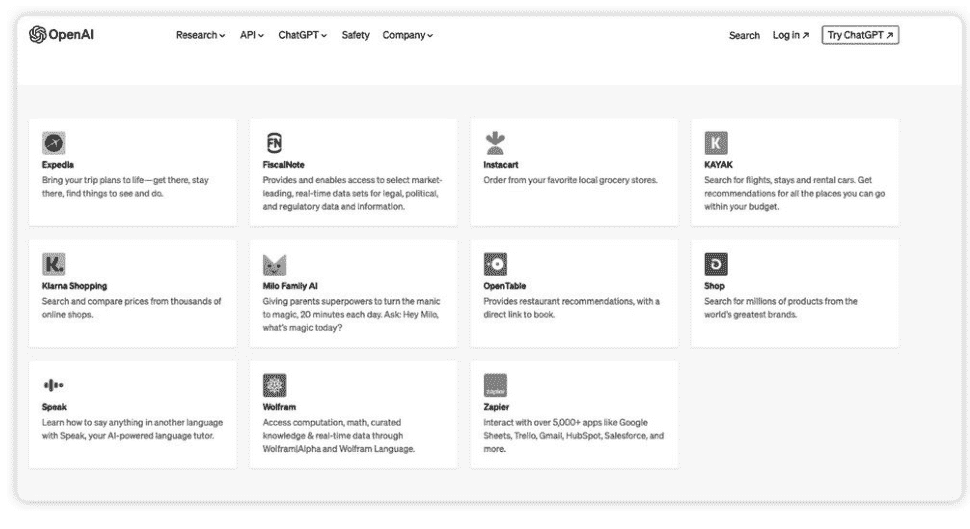 OpenAI
Research API ChatGPT Safety Company
Search Log in ↗ Try ChatGPT ↗
Expedia
Bring your trip plans to life—get there, stay
there, find things to see and do.
FN
FiscalNote
Provides and enables access to select market-
leading, real-time data sets for legal, political,
and regulatory data and information.
Instacart
Order from your favorite local grocery stores.
K
KAYAK
Search for flights, stays and rental cars. Get
recommendations for all the places you can go
within your budget.
K.
Klarna Shopping
Search and compare prices from thousands of
online shops.
Milo Family AI
Giving parents superpowers to turn the manic
to magic, 20 minutes each day. Ask: Hey Milo,
what's magic today?
OpenTable
Provides restaurant recommendations, with a
direct link to book.
Shop
Search for millions of products from the
world's greatest brands.
Speak
Learn how to say anything in another language
with Speak, your AI-powered language tutor.
Wolfram
Access computation, math, curated
knowledge & real-time data through
Wolfram|Alpha and Wolfram Language.
zapier
Zapier
Interact with over 5,000+ apps like Google
Sheets, Trello, Gmail, HubSpot, Salesforce, and
more.